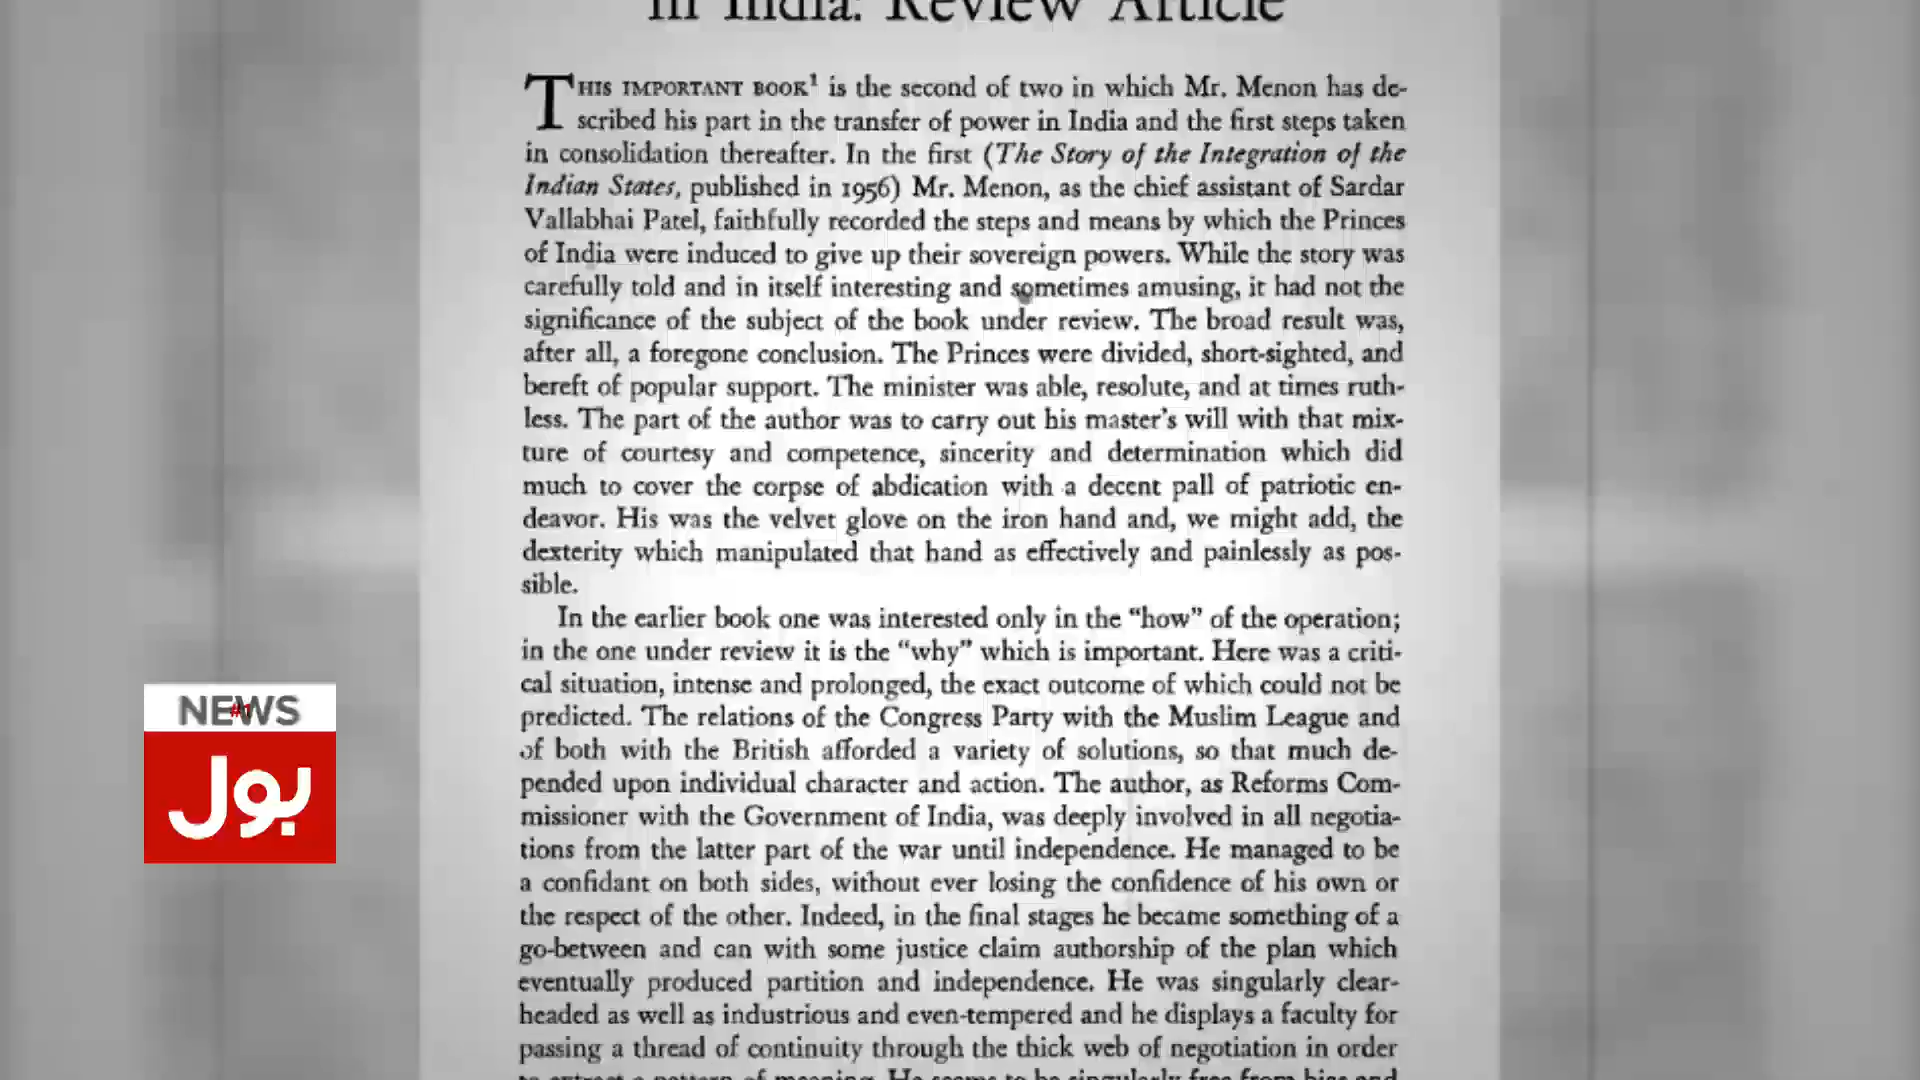 in India: Review Article
THIS IMPORTANT BOOK¹ is the second of two in which Mr. Menon has de-
scribed his part in the transfer of power in India and the first steps taken
in consolidation thereafter. In the first (The Story of the Integration of the
Indian States, published in 1956) Mr. Menon, as the chief assistant of Sardar
Vallabhai Patel, faithfully recorded the steps and means by which the Princes
of India were induced to give up their sovereign powers. While the story was
carefully told and in itself interesting and sometimes amusing, it had not the
significance of the subject of the book under review. The broad result was,
after all, a foregone conclusion. The Princes were divided, short-sighted, and
bereft of popular support. The minister was able, resolute, and at times ruth-
less. The part of the author was to carry out his master's will with that mix-
ture of courtesy and competence, sincerity and determination which did
much to cover the corpse of abdication with a decent pall of patriotic en-
deavor. His was the velvet glove on the iron hand and, we might add, the
dexterity which manipulated that hand as effectively and painlessly as pos-
sible.
In the earlier book one was interested only in the “how” of the operation;
in the one under review it is the “why” which is important. Here was a criti-
cal situation, intense and prolonged, the exact outcome of which could not be
predicted. The relations of the Congress Party with the Muslim League and
of both with the British afforded a variety of solutions, so that much de-
pended upon individual character and action. The author, as Reforms Com-
missioner with the Government of India, was deeply involved in all negotia-
tions from the latter part of the war until independence. He managed to be
a confidant on both sides, without ever losing the confidence of his own or
the respect of the other. Indeed, in the final stages he became something of a
go-between and can with some justice claim authorship of the plan which
eventually produced partition and independence. He was singularly clear-
headed as well as industrious and even-tempered and he displays a faculty for
passing a thread of continuity through the thick web of negotiation in order
to extract a pattern of meaning. He seems to be singularly free from bias and
NEWS
#1
بول